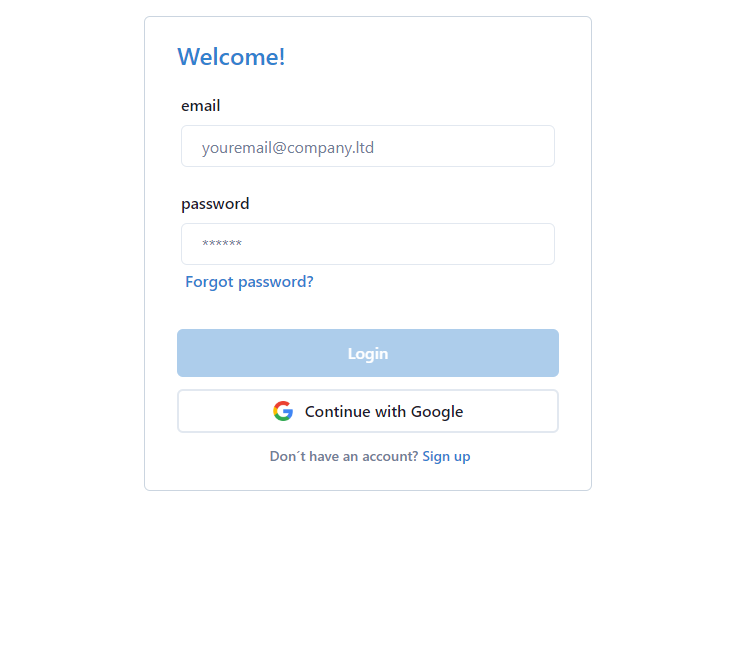 Welcome!
email
youremail@company.ltd
password
******
Forgot password?
Login
Continue with Google
Don´t have an account? Sign up